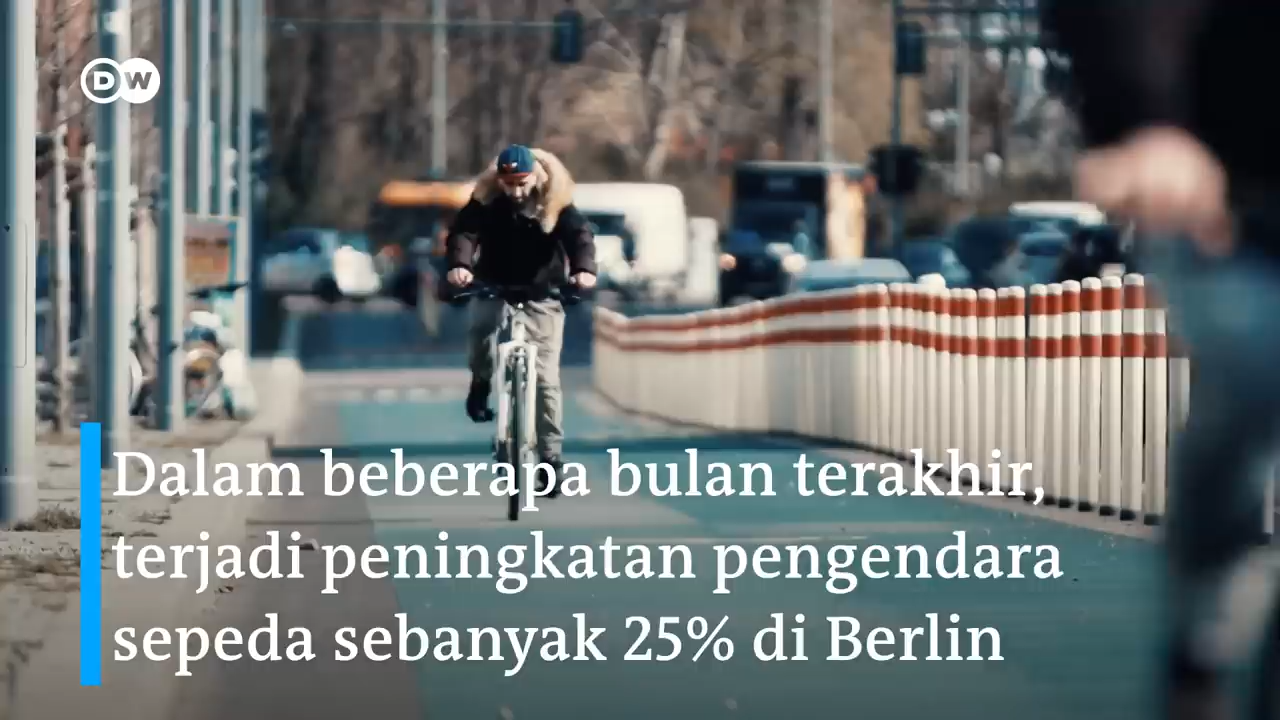 DW
Dalam beberapa bulan terakhir,
terjadi peningkatan pengendara
sepeda sebanyak 25% di Berlin